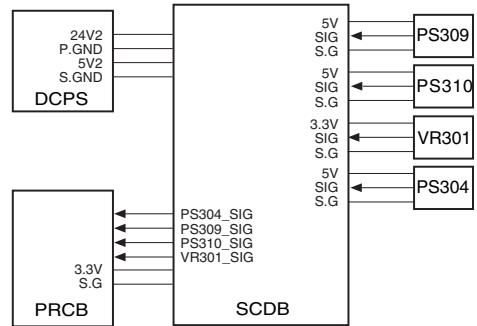 24V2
P.GND
5V2
S.GND
DCPS
5V
SIG
S.G
PS309
5V
SIG
S.G
PS310
3.3V
SIG
S.G
VR301
5V
SIG
S.G
PS304
PS304_SIG
PS309_SIG
PS310_SIG
VR301_SIG
3.3V
S.G
PRCB
SCDB